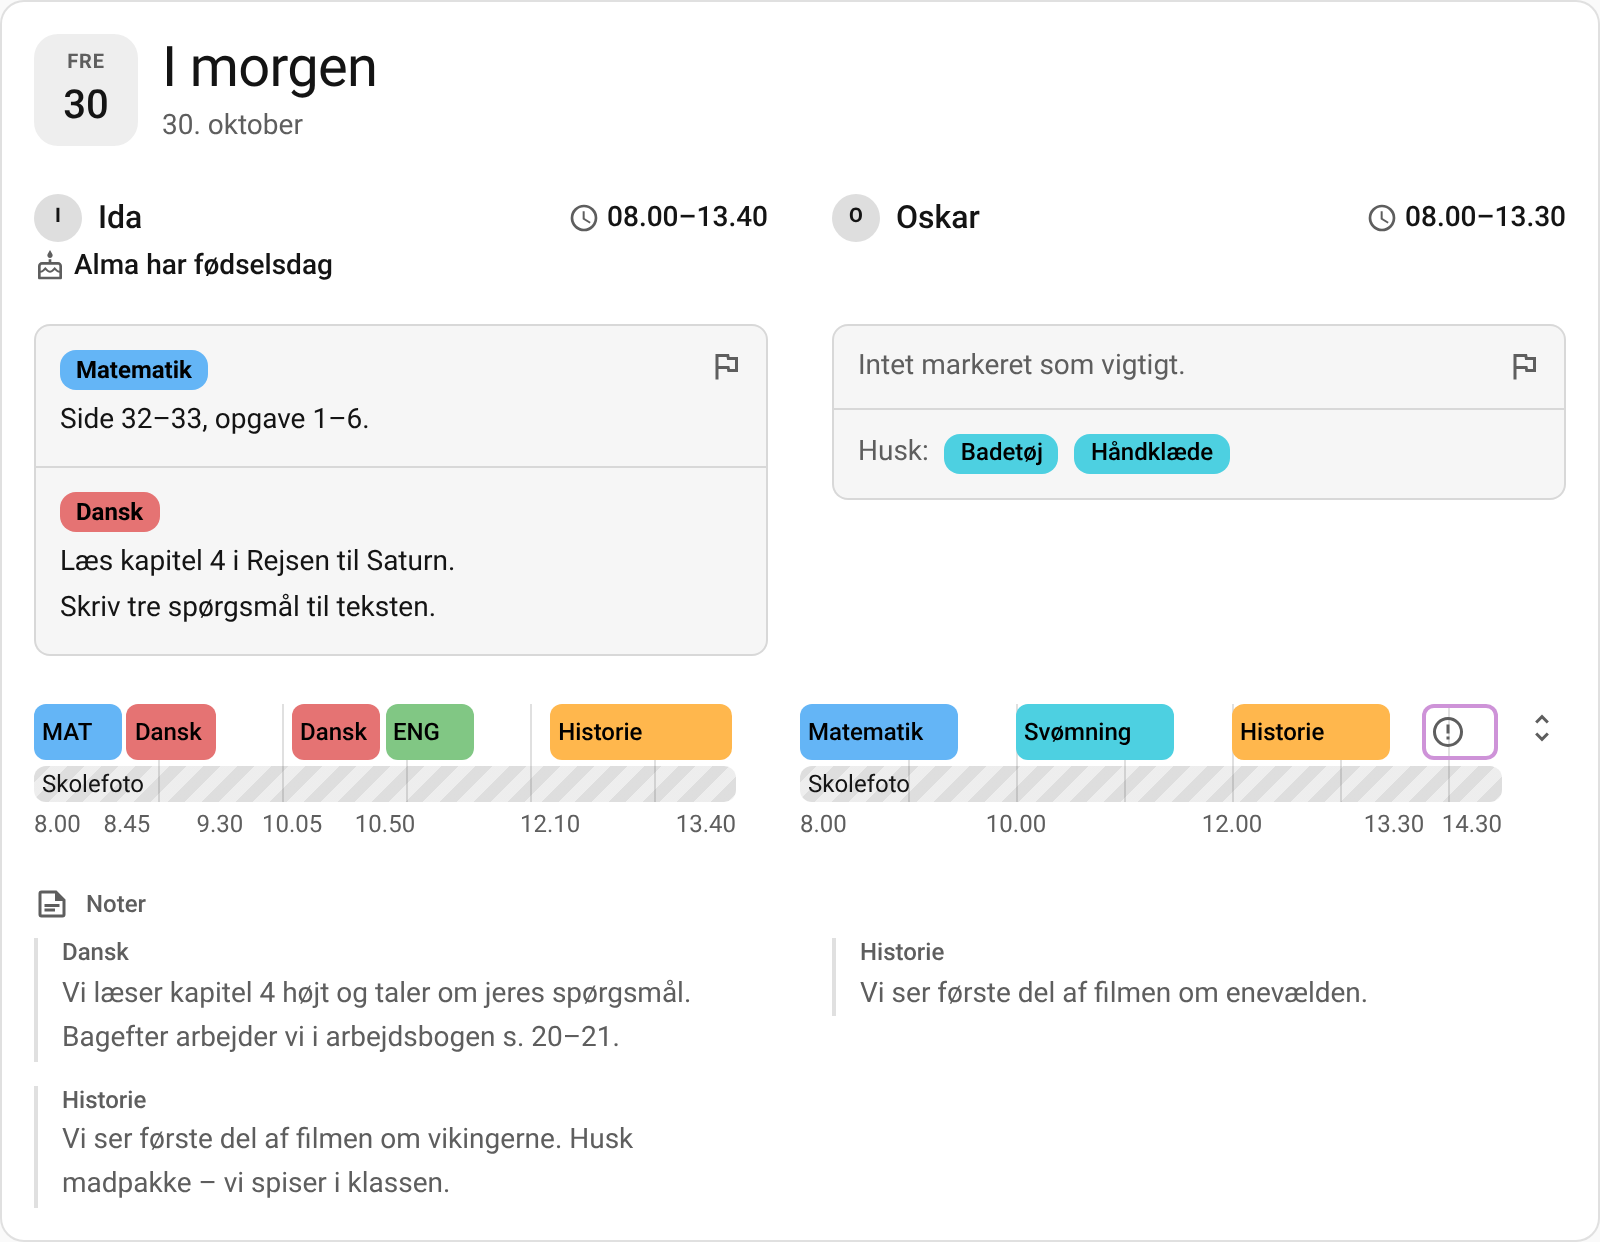 FRE
30
I morgen
30. oktober
I
Ida
08.00–13.40
Alma har fødselsdag
Matematik
Side 32–33, opgave 1–6.
Dansk
Læs kapitel 4 i Rejsen til Saturn.
Skriv tre spørgsmål til teksten.
O
Oskar
08.00–13.30
Intet markeret som vigtigt.
Husk: Badetøj Håndklæde
MAT Dansk Dansk ENG Historie
Skolefoto
8.00 8.45 9.30 10.05 10.50 12.10 13.40
Matematik Svømning Historie
Skolefoto
8.00 10.00 12.00 13.30 14.30
Noter
Dansk
Vi læser kapitel 4 højt og taler om jeres spørgsmål.
Bagefter arbejder vi i arbejdsbogen s. 20–21.
Historie
Vi ser første del af filmen om vikingerne. Husk
madpakke – vi spiser i klassen.
Historie
Vi ser første del af filmen om enevælden.